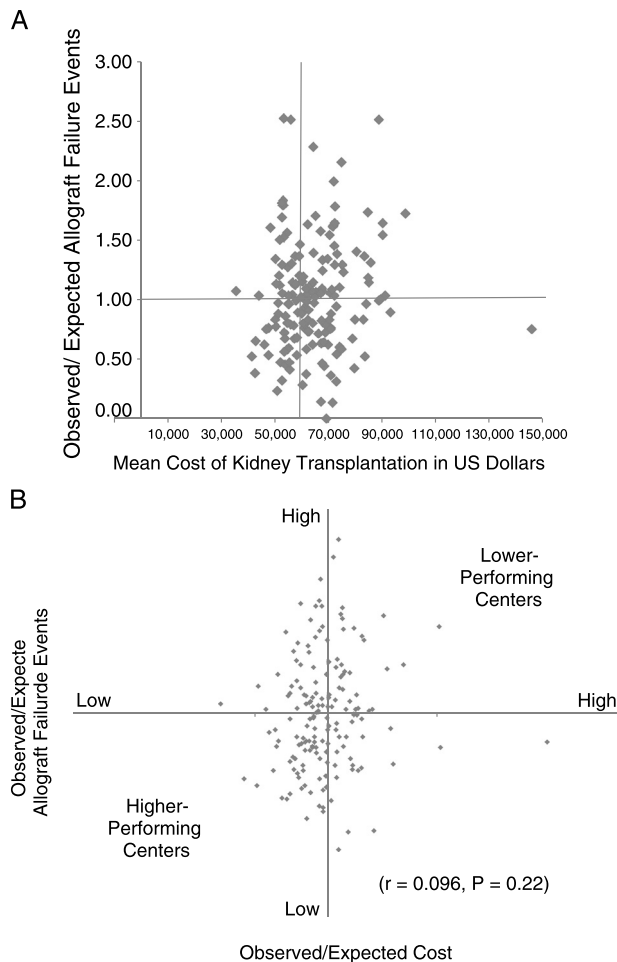 A
Observed/ Expected Allograft Failure Events
3.00
2.50
2.00
1.50
1.00
0.50
0.00
10,000 30,000 50,000 70,000 90,000 110,000 130,000 150,000
Mean Cost of Kidney Transplantation in US Dollars
B
High
Lower-
Performing
Centers
Observed/Expecte
Allograft Failurde Events
Low
High
Higher-
Performing
Centers
(r = 0.096, P = 0.22)
Low
Observed/Expected Cost